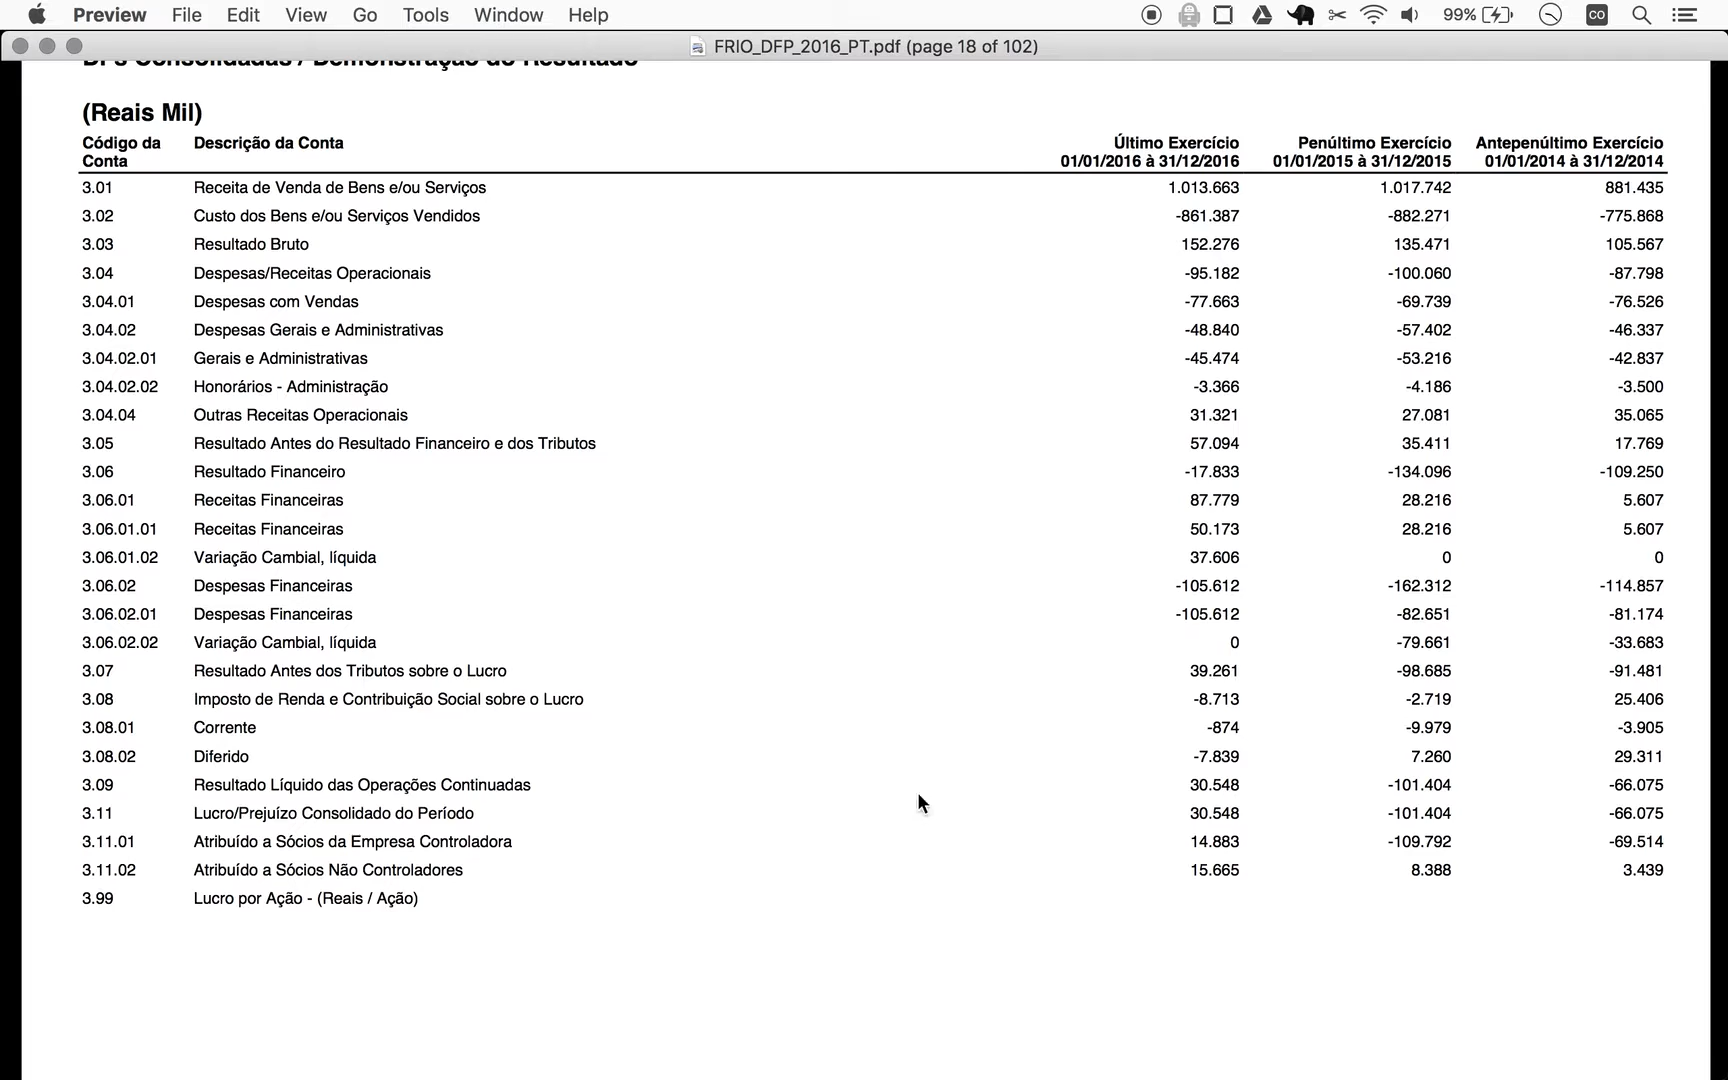 Preview File Edit View Go Tools Window Help 99% CO
FRIO_DFP_2016_PT.pdf (page 18 of 102)
DFs Consolidadas / Demonstração do Resultado
(Reais Mil)
Código da Conta Descrição da Conta Último Exercício 01/01/2016 à 31/12/2016 Penúltimo Exercício 01/01/2015 à 31/12/2015 Antepenúltimo Exercício 01/01/2014 à 31/12/2014
3.01 Receita de Venda de Bens e/ou Serviços 1.013.663 1.017.742 881.435
3.02 Custo dos Bens e/ou Serviços Vendidos -861.387 -882.271 -775.868
3.03 Resultado Bruto 152.276 135.471 105.567
3.04 Despesas/Receitas Operacionais -95.182 -100.060 -87.798
3.04.01 Despesas com Vendas -77.663 -69.739 -76.526
3.04.02 Despesas Gerais e Administrativas -48.840 -57.402 -46.337
3.04.02.01 Gerais e Administrativas -45.474 -53.216 -42.837
3.04.02.02 Honorários - Administração -3.366 -4.186 -3.500
3.04.04 Outras Receitas Operacionais 31.321 27.081 35.065
3.05 Resultado Antes do Resultado Financeiro e dos Tributos 57.094 35.411 17.769
3.06 Resultado Financeiro -17.833 -134.096 -109.250
3.06.01 Receitas Financeiras 87.779 28.216 5.607
3.06.01.01 Receitas Financeiras 50.173 28.216 5.607
3.06.01.02 Variação Cambial, líquida 37.606 0 0
3.06.02 Despesas Financeiras -105.612 -162.312 -114.857
3.06.02.01 Despesas Financeiras -105.612 -82.651 -81.174
3.06.02.02 Variação Cambial, líquida 0 -79.661 -33.683
3.07 Resultado Antes dos Tributos sobre o Lucro 39.261 -98.685 -91.481
3.08 Imposto de Renda e Contribuição Social sobre o Lucro -8.713 -2.719 25.406
3.08.01 Corrente -874 -9.979 -3.905
3.08.02 Diferido -7.839 7.260 29.311
3.09 Resultado Líquido das Operações Continuadas 30.548 -101.404 -66.075
3.11 Lucro/Prejuízo Consolidado do Período 30.548 -101.404 -66.075
3.11.01 Atribuído a Sócios da Empresa Controladora 14.883 -109.792 -69.514
3.11.02 Atribuído a Sócios Não Controladores 15.665 8.388 3.439
3.99 Lucro por Ação - (Reais / Ação)